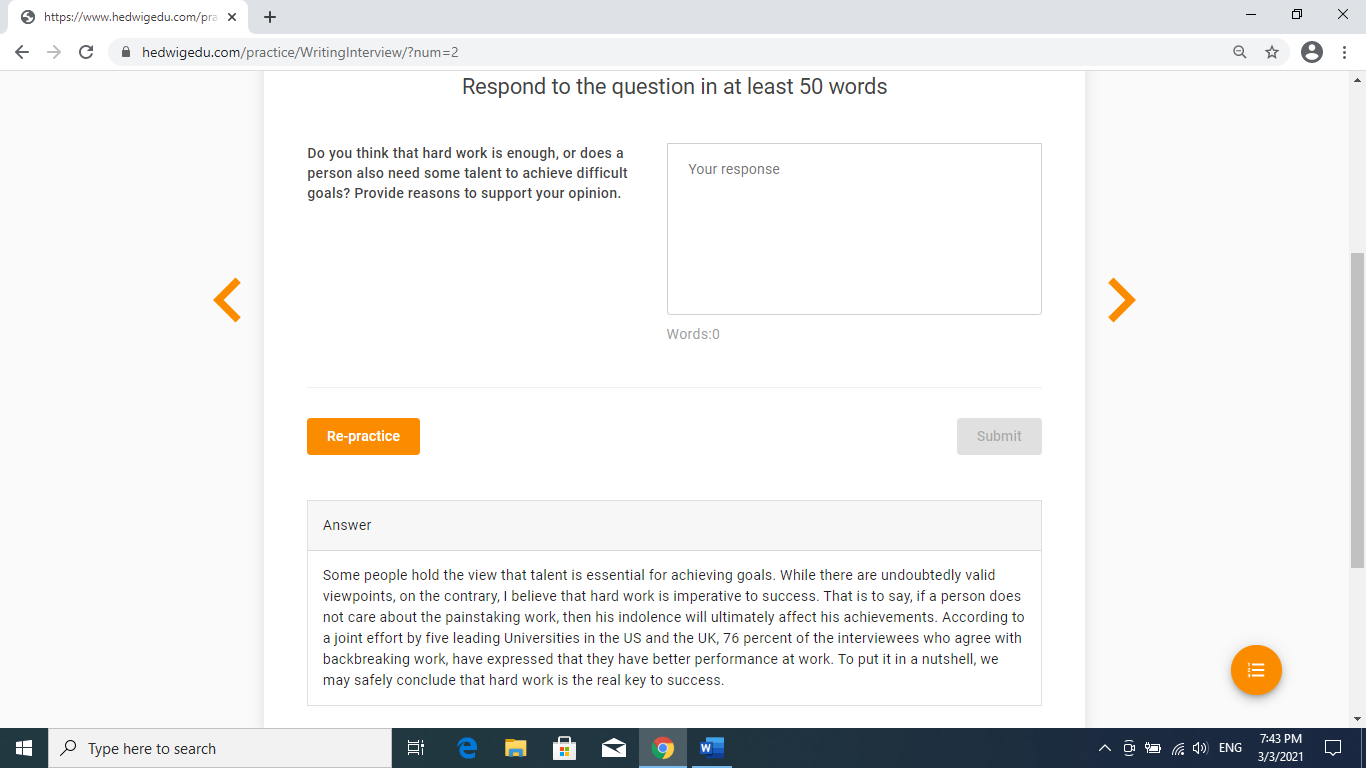 https://www.hedwigedu.com/pra
hedwigedu.com/practice/WritingInterview/?num=2
Respond to the question in at least 50 words
Do you think that hard work is enough, or does a
person also need some talent to achieve difficult
goals? Provide reasons to support your opinion.
Your response
Words:0
Re-practice
Submit
Answer
Some people hold the view that talent is essential for achieving goals. While there are undoubtedly valid
viewpoints, on the contrary, I believe that hard work is imperative to success. That is to say, if a person does
not care about the painstaking work, then his indolence will ultimately affect his achievements. According to
a joint effort by five leading Universities in the US and the UK, 76 percent of the interviewees who agree with
backbreaking work, have expressed that they have better performance at work. To put it in a nutshell, we
may safely conclude that hard work is the real key to success.
Type here to search
W
ENG
7:43 PM
3/3/2021